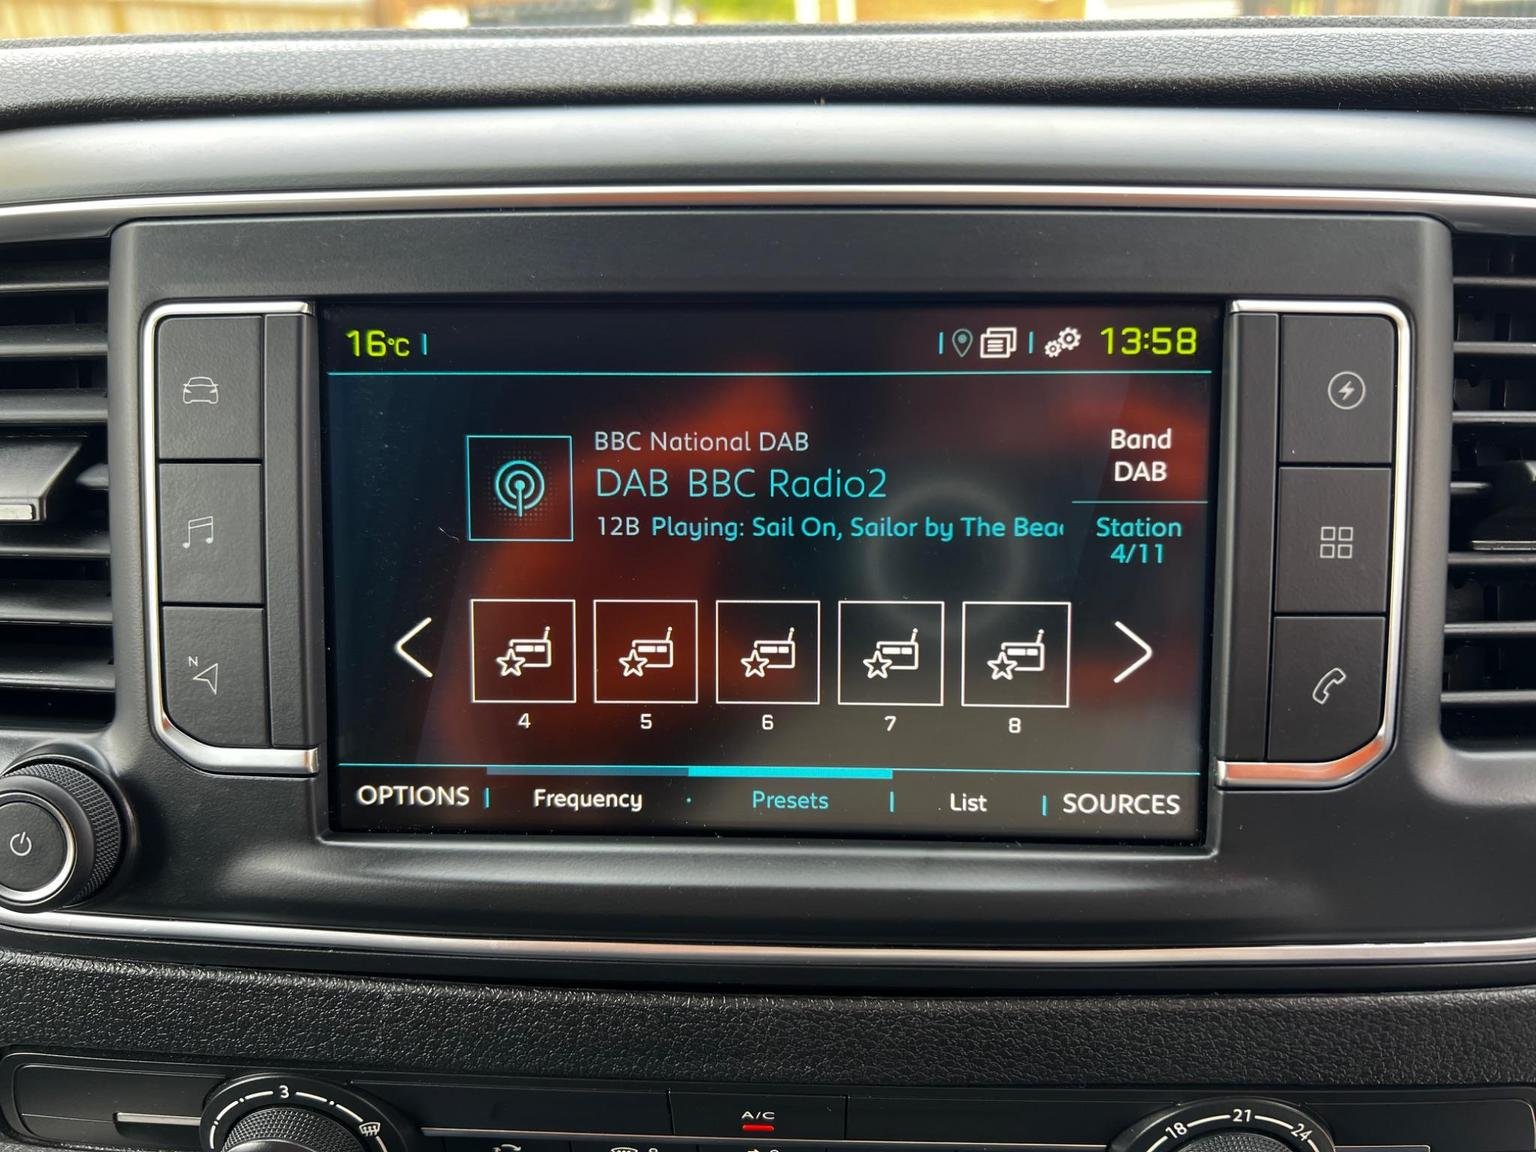 16°C
13:58
BBC National DAB
DAB BBC Radio2
12B Playing: Sail On, Sailor by The Bea
Band
DAB
Station
4/11
N
4 5 6 7 8
OPTIONS Frequency Presets List SOURCES
3
A/C
18 21 24